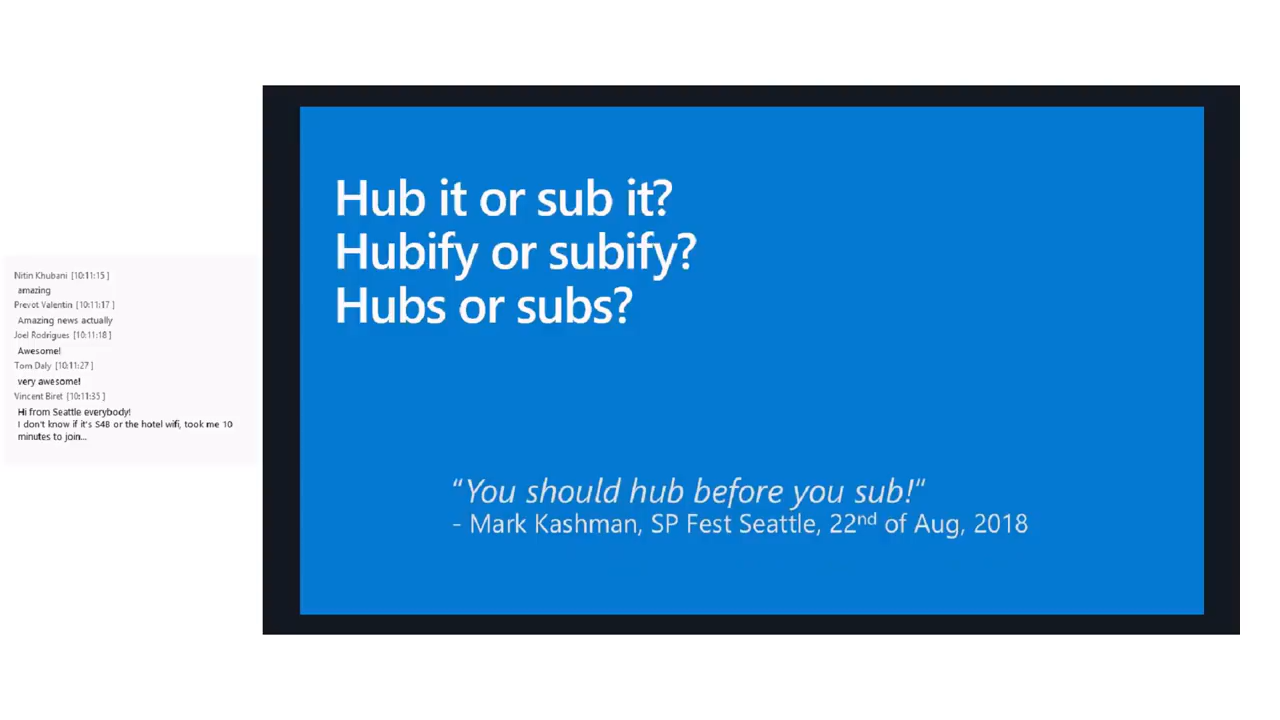 Nitin Khubani [10:11:15 ]
amazing
Prevot Valentin [10:11:17 ]
Amazing news actually
Joel Rodrigues [10:11:18 ]
Awesome!
Tom Daly [10:11:27 ]
very awesome!
Vincent Biret [10:11:35 ]
Hi from Seattle everybody!
I don't know if it's S4B or the hotel wifi, took me 10
minutes to join...
Hub it or sub it?
Hubify or subify?
Hubs or subs?
“You should hub before you sub!“
- Mark Kashman, SP Fest Seattle, 22nd of Aug, 2018